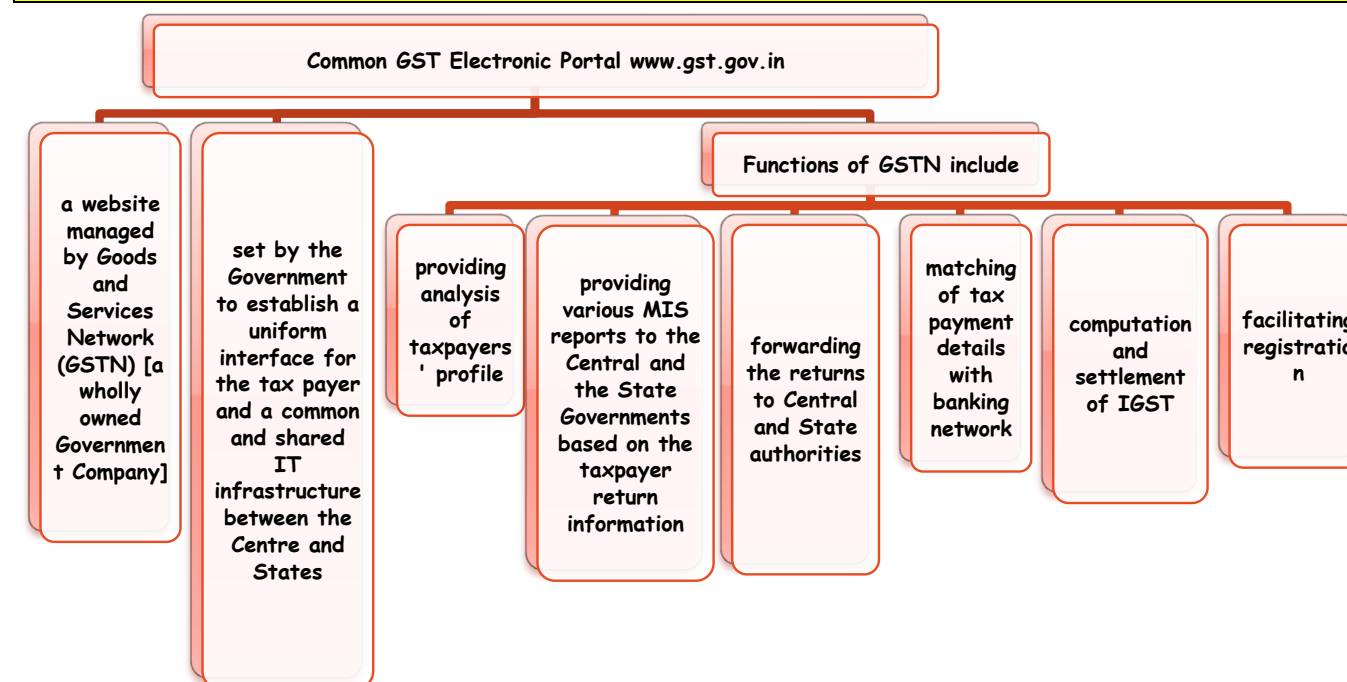 Common GST Electronic Portal www.gst.gov.in
a website
managed
by Goods
and
Services
Network
(GSTN) [a
wholly
owned
Governmen
t Company]
set by the
Government
to establish a
uniform
interface for
the tax payer
and a common
and shared
IT
infrastructure
between the
Centre and
States
Functions of GSTN include
providing
analysis
of
taxpayers
' profile
providing
various MIS
reports to the
Central and
the State
Governments
based on the
taxpayer
return
information
forwarding
the returns
to Central
and State
authorities
matching
of tax
payment
details
with
banking
network
computation
and
settlement
of IGST
facilitating
registratio
n